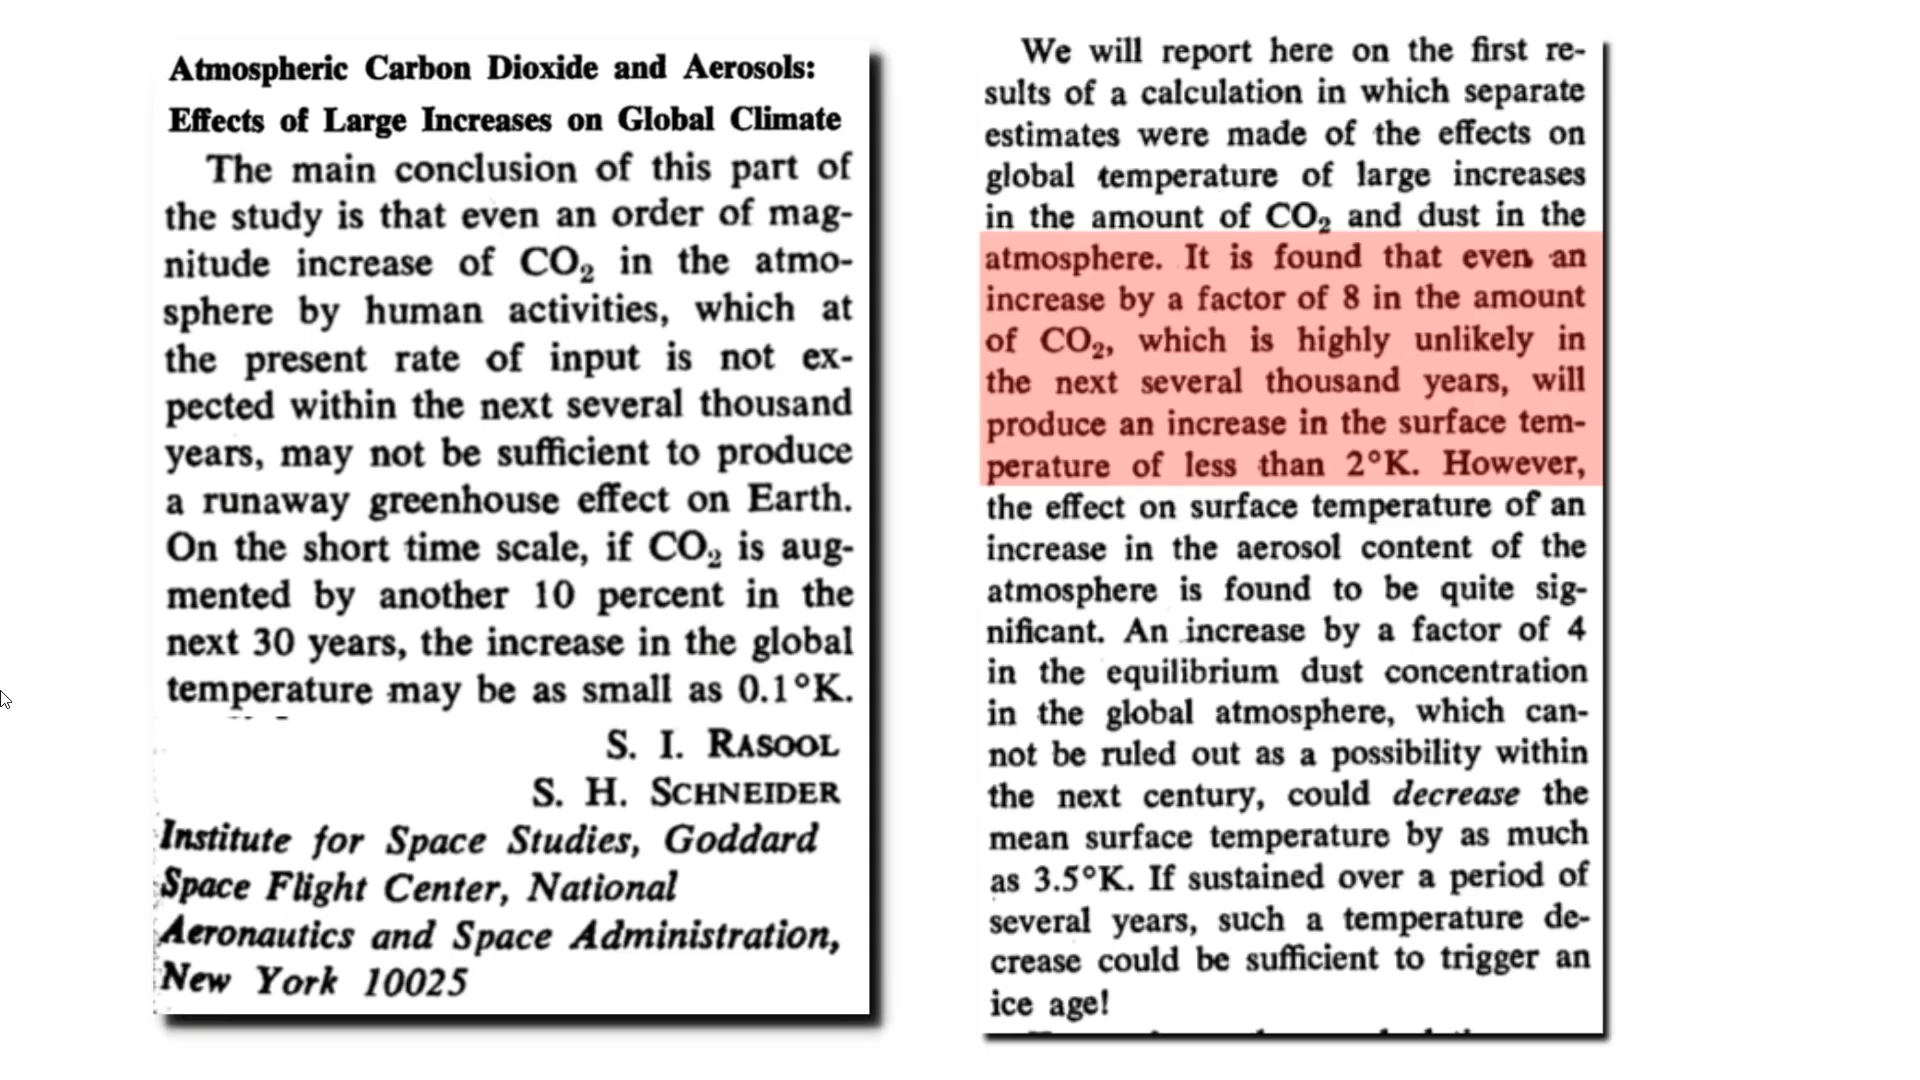 Atmospheric Carbon Dioxide and Aerosols:
Effects of Large Increases on Global Climate
The main conclusion of this part of
the study is that even an order of mag-
nitude increase of CO₂ in the atmo-
sphere by human activities, which at
the present rate of input is not ex-
pected within the next several thousand
years, may not be sufficient to produce
a runaway greenhouse effect on Earth.
On the short time scale, if CO₂ is aug-
mented by another 10 percent in the
next 30 years, the increase in the global
temperature may be as small as 0.1°K.
S. I. RASOOL
S. H. SCHNEIDER
Institute for Space Studies, Goddard
Space Flight Center, National
Aeronautics and Space Administration,
New York 10025
We will report here on the first re-
sults of a calculation in which separate
estimates were made of the effects on
global temperature of large increases
in the amount of CO₂ and dust in the
atmosphere. It is found that even an
increase by a factor of 8 in the amount
of CO₂, which is highly unlikely in
the next several thousand years, will
produce an increase in the surface tem-
perature of less than 2°K. However,
the effect on surface temperature of an
increase in the aerosol content of the
atmosphere is found to be quite sig-
nificant. An increase by a factor of 4
in the equilibrium dust concentration
in the global atmosphere, which can-
not be ruled out as a possibility within
the next century, could decrease the
mean surface temperature by as much
as 3.5°K. If sustained over a period of
several years, such a temperature de-
crease could be sufficient to trigger an
ice age!